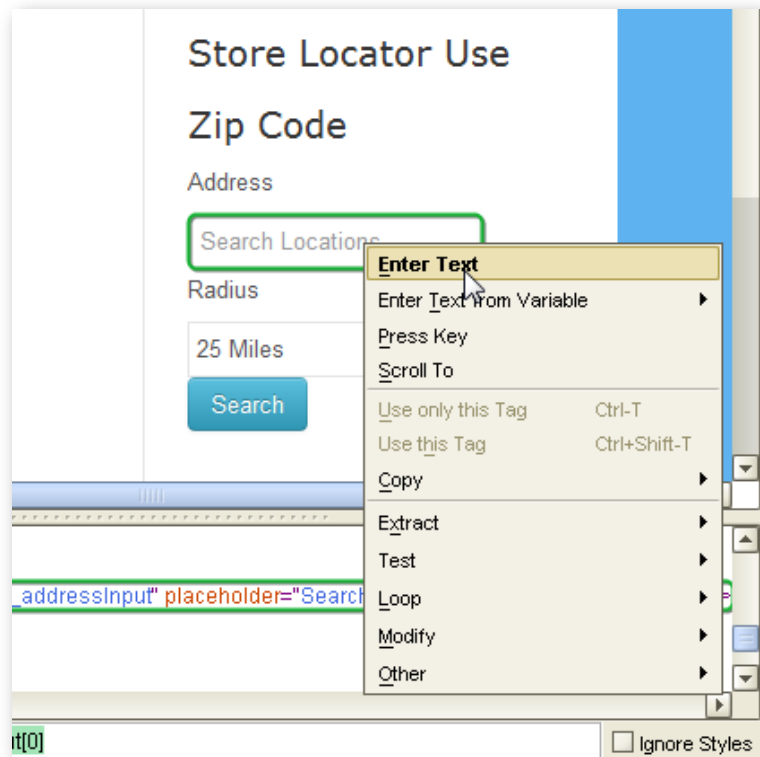 Store Locator Use
Zip Code
Address
Search Locations
Radius
25 Miles
Search
Enter Text
Enter Text from Variable
Press Key
Scroll To
Use only this Tag Ctrl-T
Use this Tag Ctrl+Shift-T
Copy
Extract
Test
Loop
Modify
Other
_addressInput" placeholder="Search
ut[0]
Ignore Styles